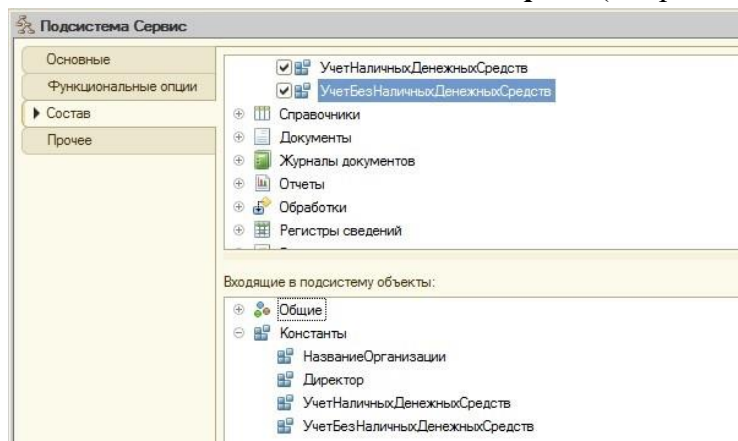 Подсистема Сервис
Основные
Функциональные опции
Состав
Прочее
УчетНаличныхДенежныхСредств
УчетБезНаличныхДенежныхСредств
Справочники
Документы
Журналы документов
Отчеты
Обработки
Регистры сведений
Входящие в подсистему объекты:
Общие
Константы
НазваниеОрганизации
Директор
УчетНаличныхДенежныхСредств
УчетБезНаличныхДенежныхСредств